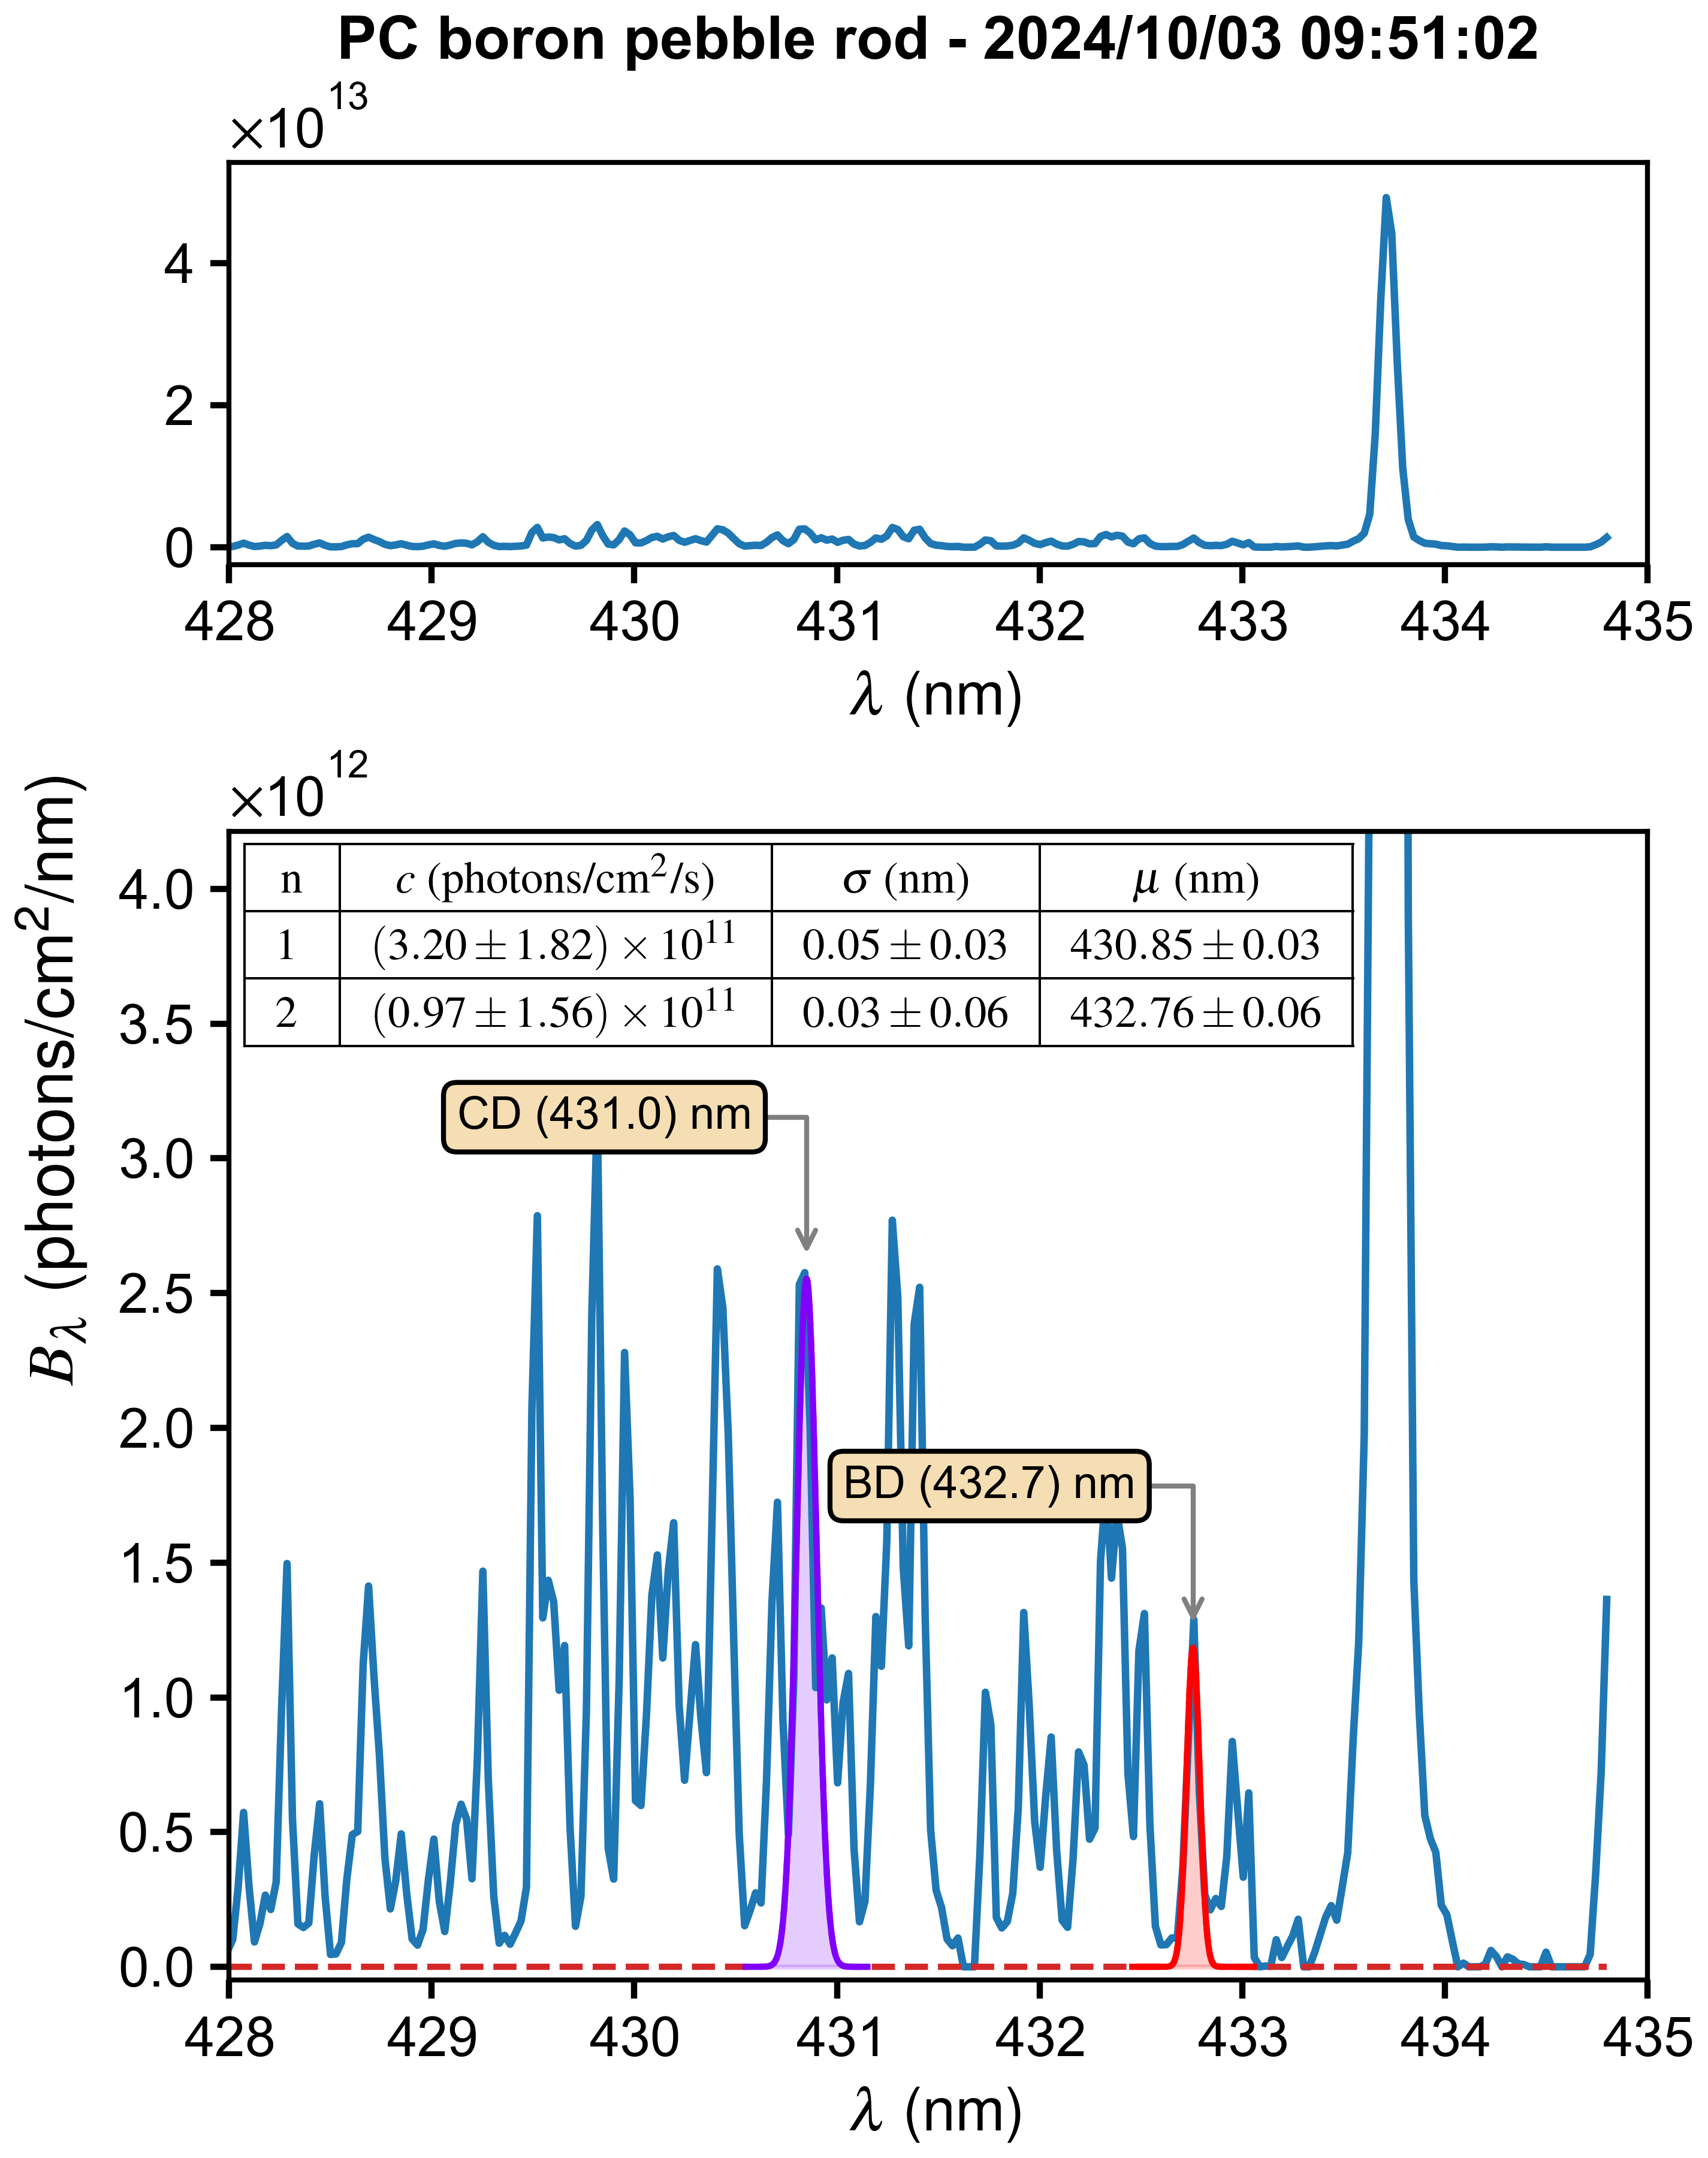 PC boron pebble rod - 2024/10/03 09:51:02
×10^13
4
2
0
428 429 430 431 432 433 434 435
λ (nm)
×10^12
B_λ (photons/cm²/nm)
n c (photons/cm²/s) σ (nm) μ (nm)
1 (3.20 ± 1.82) × 10^11 0.05 ± 0.03 430.85 ± 0.03
2 (0.97 ± 1.56) × 10^11 0.03 ± 0.06 432.76 ± 0.06
4.0
3.5
CD (431.0) nm
3.0
2.5
2.0
BD (432.7) nm
1.5
1.0
0.5
0.0
428 429 430 431 432 433 434 435
λ (nm)